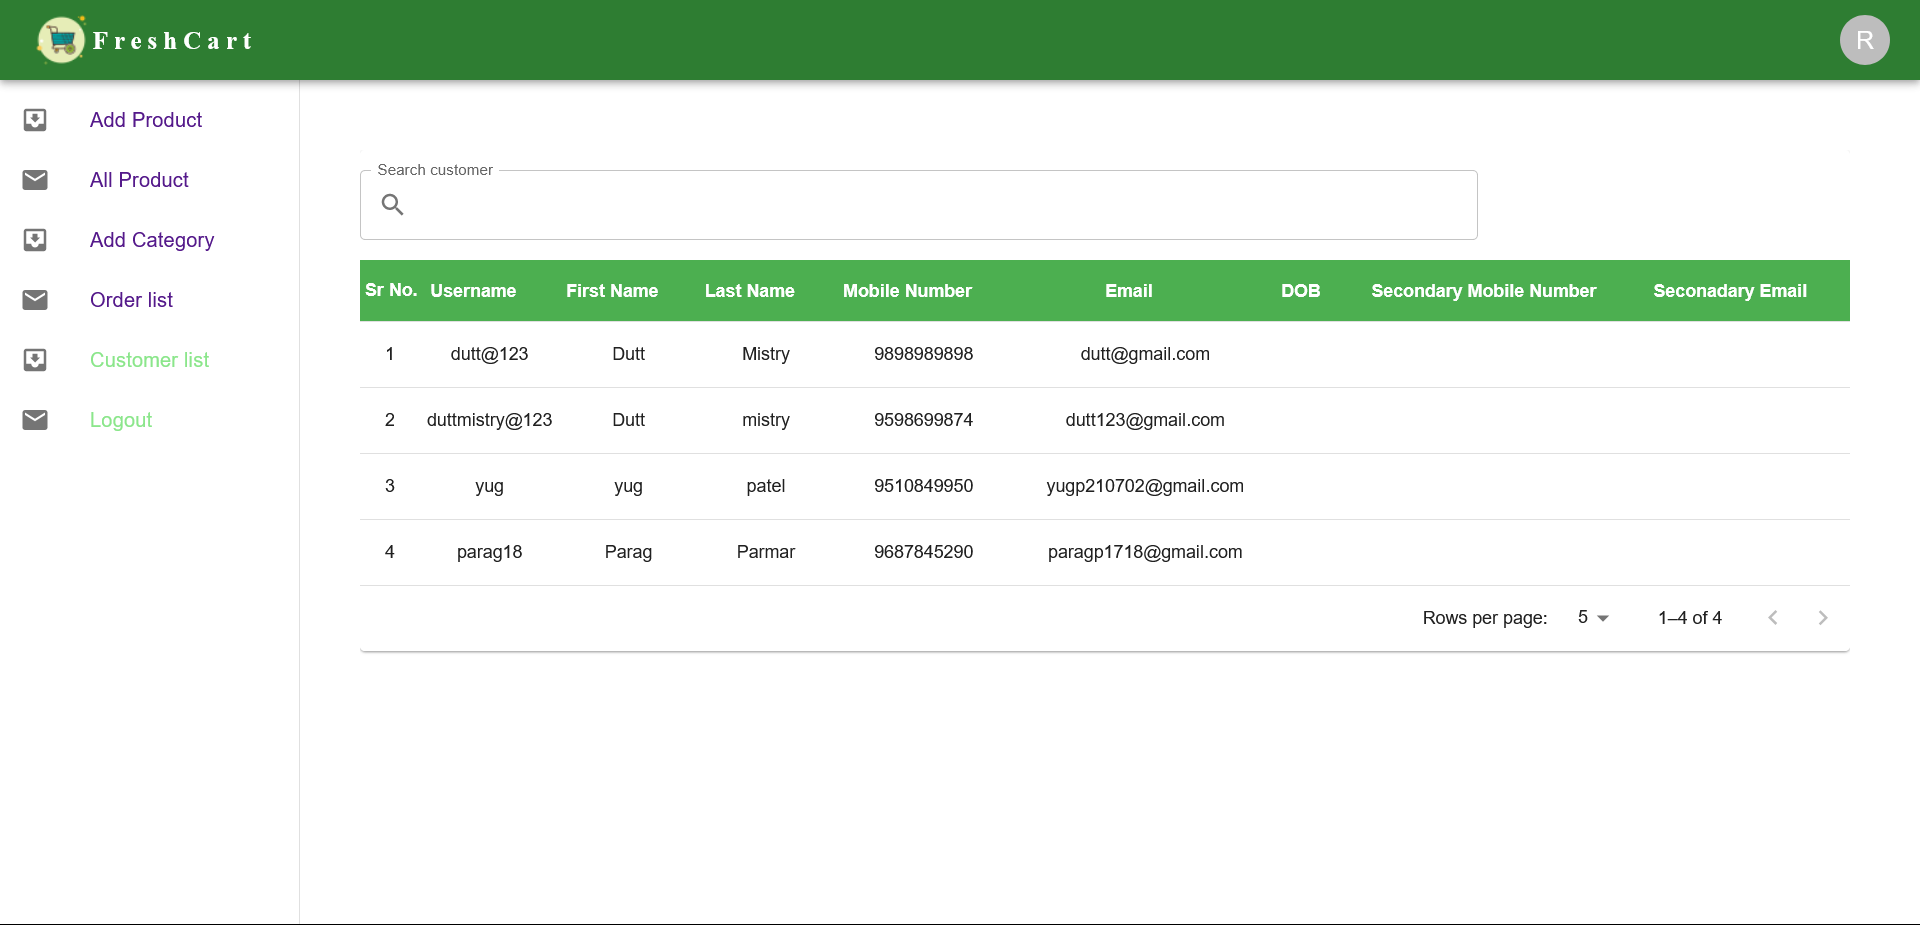 FreshCart
R
Add Product
All Product
Add Category
Order list
Customer list
Logout
Search customer
Sr No. Username First Name Last Name Mobile Number Email DOB Secondary Mobile Number Seconadary Email
1 dutt@123 Dutt Mistry 9898989898 dutt@gmail.com
2 duttmistry@123 Dutt mistry 9598699874 dutt123@gmail.com
3 yug yug patel 9510849950 yugp210702@gmail.com
4 parag18 Parag Parmar 9687845290 paragp1718@gmail.com
Rows per page: 5 1–4 of 4